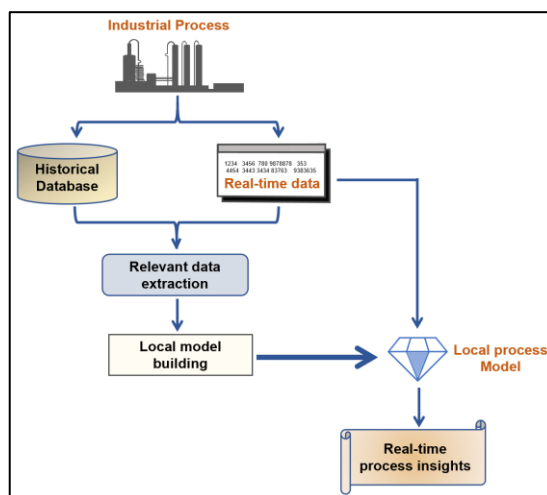 Industrial Process
Historical
Database
1234 3456 780 9878878 353
4454 3443 3434 83763 9383635
Real-time data
Relevant data
extraction
Local model
building
Local process
Model
Real-time
process insights